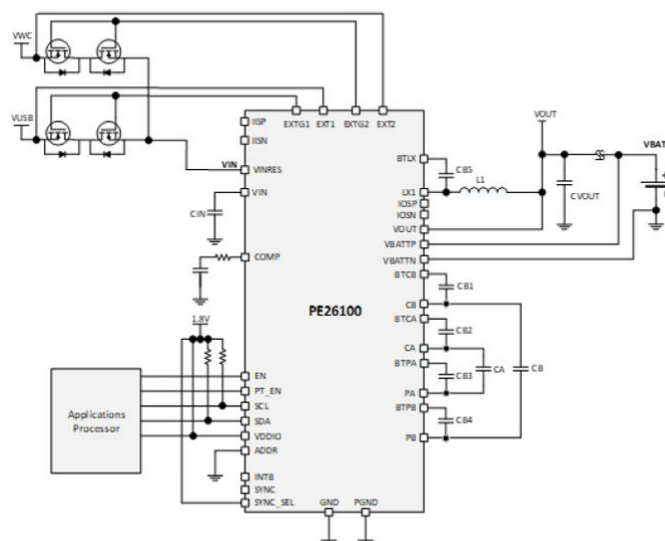 VWC
VUSB
IISP
IISN
VIN
VINRES
VIN
CIN
COMP
1.8V
Applications
Processor
EN
PT_EN
SCL
SDA
VDDIO
ADDR
INTB
SYNC
SYNC_SEL
EXTG1
EXT1
EXTG2
EXT2
PE26100
GND
PGND
BTLX
LX1
IOSP
IOSN
VOUT
VBATTP
VBATTN
BTCB
CB
BTCA
CA
BTPA
PA
BTPB
PB
CB5
L1
CB1
CB2
CB3
CB4
CA
CB
VOUT
CVOUT